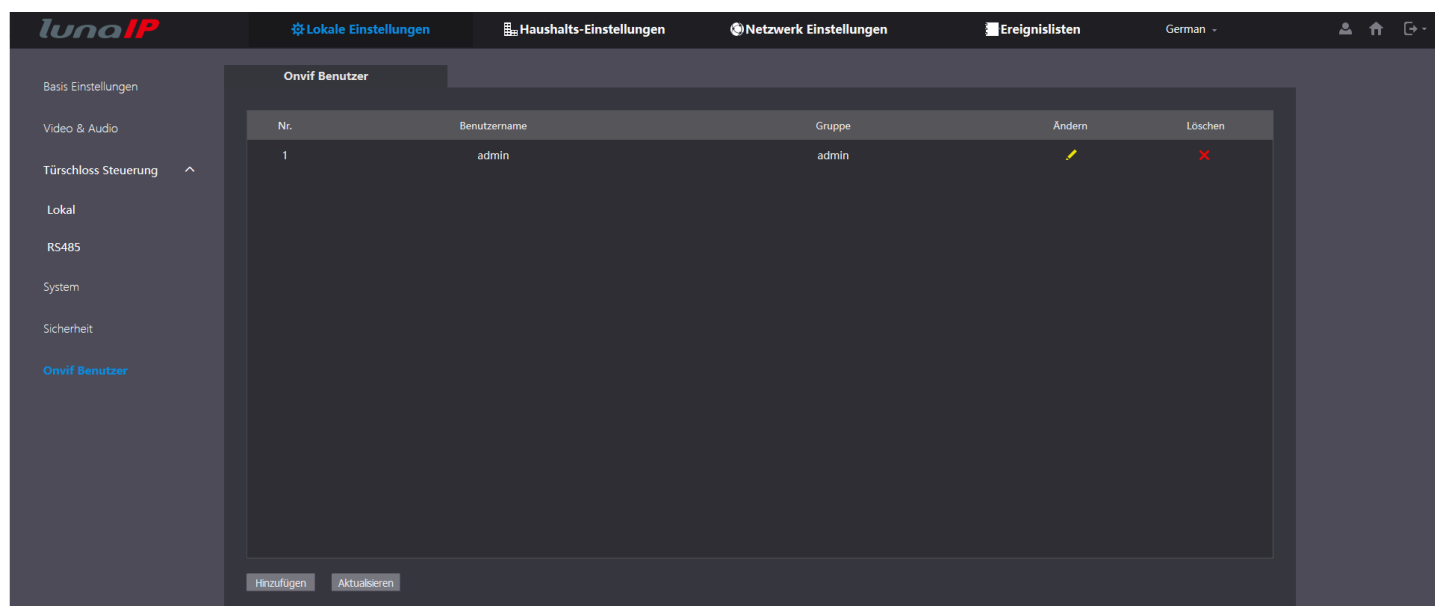 lunaIP
Lokale Einstellungen
Haushalts-Einstellungen
Netzwerk Einstellungen
Ereignislisten
German
Basis Einstellungen
Video & Audio
Türschloss Steuerung
Lokal
RS485
System
Sicherheit
Onvif Benutzer
Onvif Benutzer
Nr. Benutzername Gruppe Ändern Löschen
1 admin admin
Hinzufügen Aktualisieren